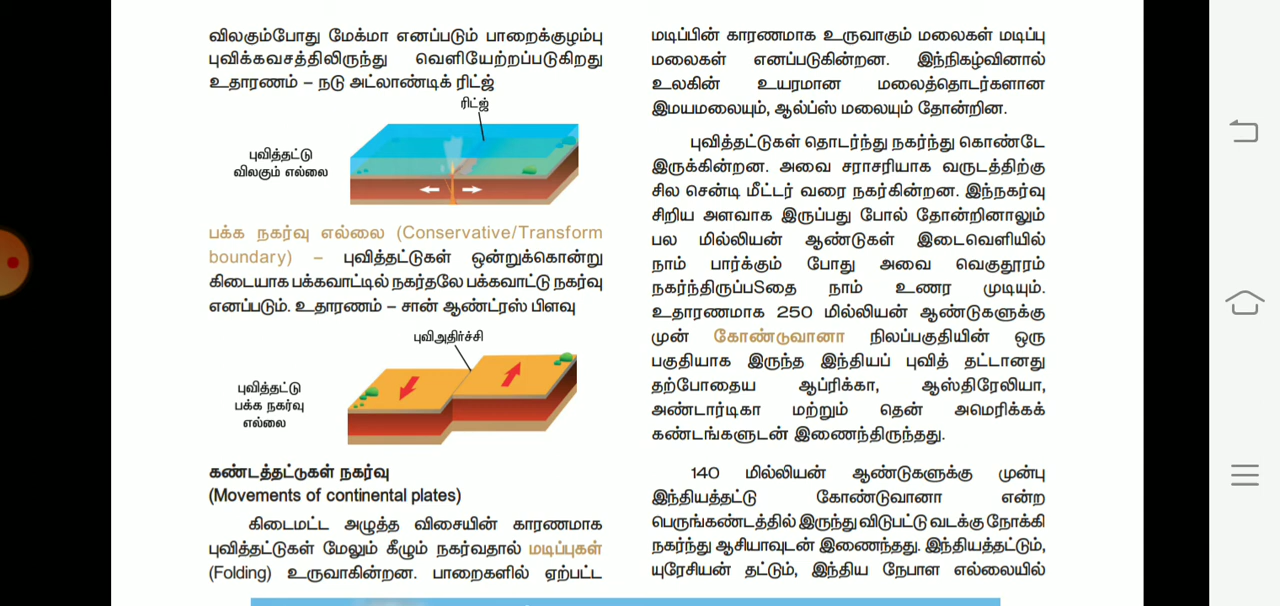 விலகும்போது மேக்மா எனப்படும் பாறைக்குழம்பு
புவிக்கவசத்திலிருந்து வெளியேற்றப்படுகிறது
உதாரணம் – நடு அட்லாண்டிக் ரிட்ஜ்
ரிட்ஜ்
புவித்தட்டு
விலகும் எல்லை
பக்க நகர்வு எல்லை (Conservative/Transform
boundary) – புவித்தட்டுகள் ஒன்றுக்கொன்று
கிடையாக பக்கவாட்டில் நகர்தலே பக்கவாட்டு நகர்வு
எனப்படும். உதாரணம் – சான் ஆண்ட்ரஸ் பிளவு
புவிஅதிர்ச்சி
புவித்தட்டு
பக்க நகர்வு
எல்லை
கண்டத்தட்டுகள் நகர்வு
(Movements of continental plates)
கிடைமட்ட அழுத்த விசையின் காரணமாக
புவித்தட்டுகள் மேலும் கீழும் நகர்வதால் மடிப்புகள்
(Folding) உருவாகின்றன. பாறைகளில் ஏற்பட்ட
மடிப்பின் காரணமாக உருவாகும் மலைகள் மடிப்பு
மலைகள் எனப்படுகின்றன. இந்நிகழ்வினால்
உலகின் உயரமான மலைத்தொடர்களான
இமயமலையும், ஆல்ப்ஸ் மலையும் தோன்றின.
புவித்தட்டுகள் தொடர்ந்து நகர்ந்து கொண்டே
இருக்கின்றன. அவை சராசரியாக வருடத்திற்கு
சில சென்டி மீட்டர் வரை நகர்கின்றன. இந்நகர்வு
சிறிய அளவாக இருப்பது போல் தோன்றினாலும்
பல மில்லியன் ஆண்டுகள் இடைவெளியில்
நாம் பார்க்கும் போது அவை வெகுதூரம்
நகர்ந்திருப்பSதை நாம் உணர முடியும்.
உதாரணமாக 250 மில்லியன் ஆண்டுகளுக்கு
முன் கோண்டுவானா நிலப்பகுதியின் ஒரு
பகுதியாக இருந்த இந்தியப் புவித் தட்டானது
தற்போதைய ஆப்ரிக்கா, ஆஸ்திரேலியா,
அண்டார்டிகா மற்றும் தென் அமெரிக்கக்
கண்டங்களுடன் இணைந்திருந்தது.
140 மில்லியன் ஆண்டுகளுக்கு முன்பு
இந்தியத்தட்டு கோண்டுவானா என்ற
பெருங்கண்டத்தில் இருந்து விடுபட்டு வடக்கு நோக்கி
நகர்ந்து ஆசியாவுடன் இணைந்தது. இந்தியத்தட்டும்,
யுரேசியன் தட்டும், இந்திய நேபாள எல்லையில்